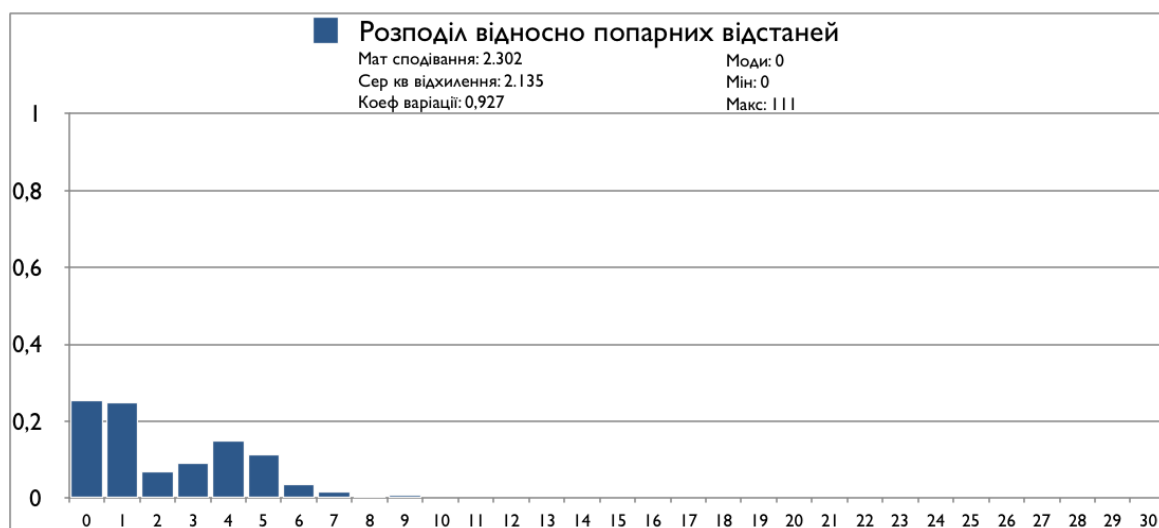 Розподіл відносно попарних відстаней
Мат сподівання: 2.302
Сер кв відхилення: 2.135
Коеф варіації: 0,927
Моди: 0
Мін: 0
Макс: 111
1
0,8
0,6
0,4
0,2
0
0 1 2 3 4 5 6 7 8 9 10 11 12 13 14 15 16 17 18 19 20 21 22 23 24 25 26 27 28 29 30